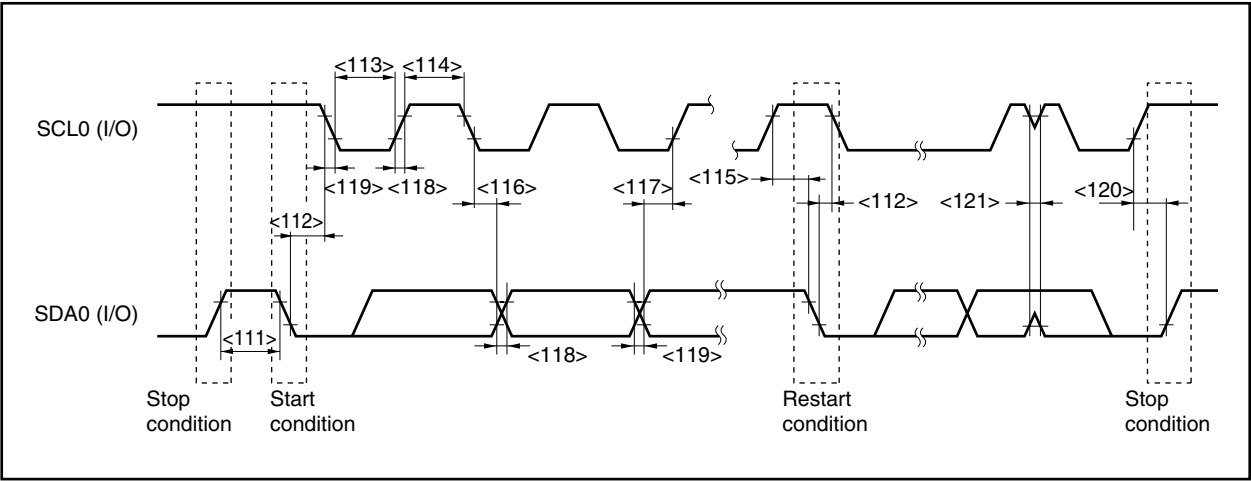 <113> <114>
SCL0 (I/O)
<119> <118> <116> <117> <115> <112> <121> <120>
<112>
SDA0 (I/O)
<111> <118> <119>
Stop condition
Start condition
Restart condition
Stop condition